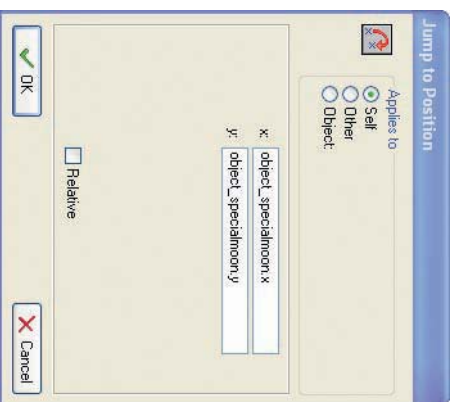 Jump to Position
Applies to
Self
Other
Object:
x: object_specialmoon.x
y: object_specialmoon.y
Relative
OK
Cancel